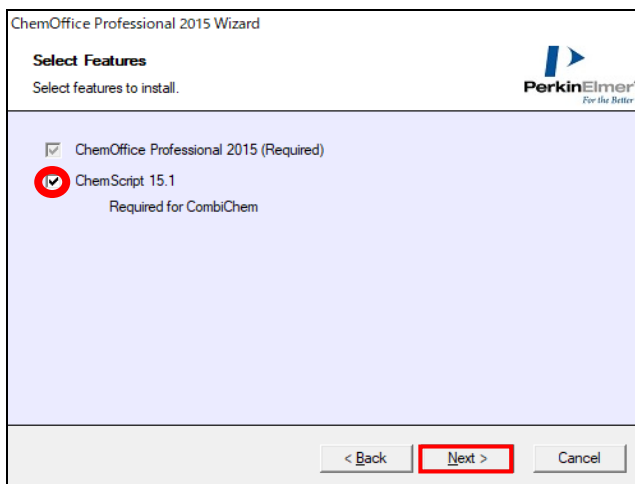 ChemOffice Professional 2015 Wizard
Select Features
Select features to install.
PerkinElmer
For the Better
ChemOffice Professional 2015 (Required)
ChemScript 15.1
Required for CombiChem
< Back
Next >
Cancel